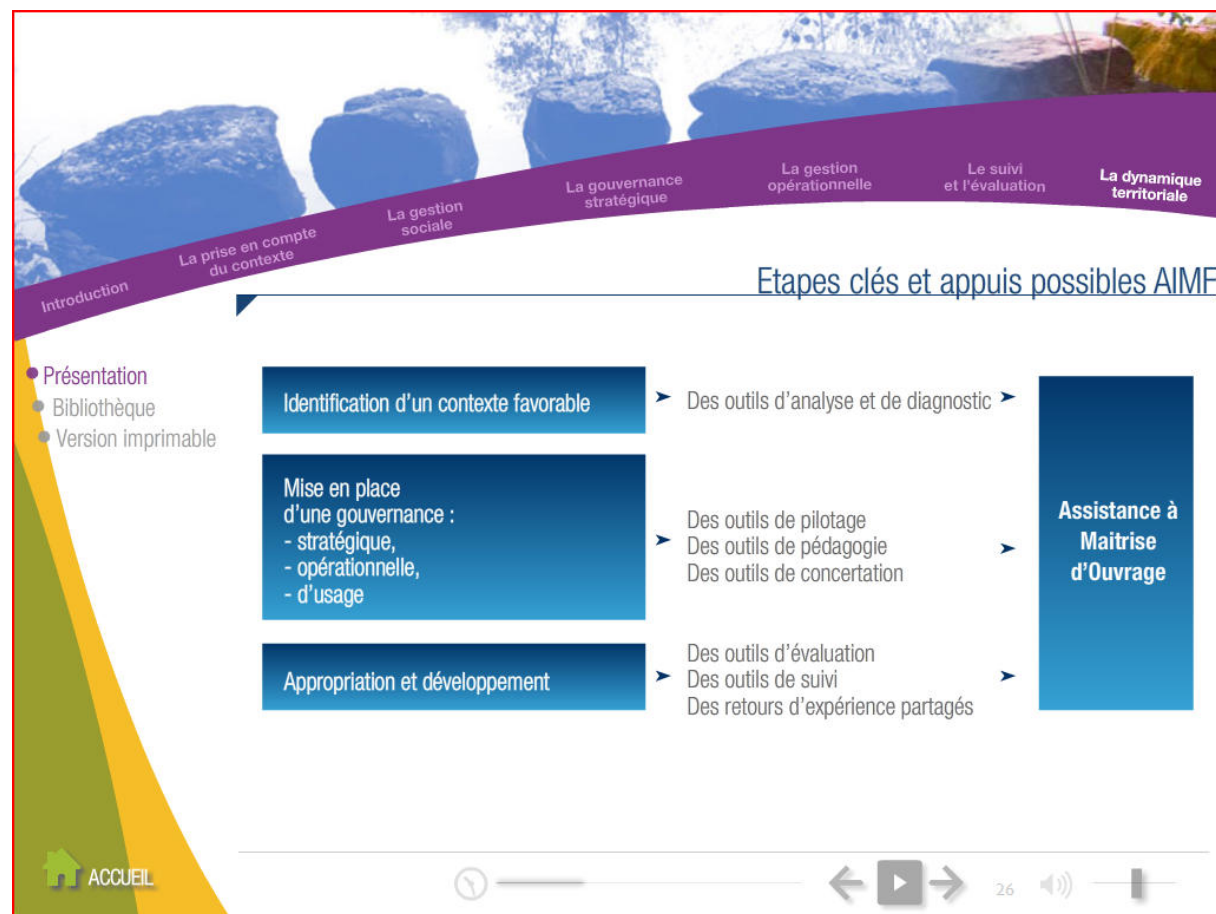 Introduction
La prise en compte
du contexte
La gestion
sociale
La gouvernance
stratégique
La gestion
opérationnelle
Le suivi
et l'évaluation
La dynamique
territoriale
Etapes clés et appuis possibles AIMF
Présentation
Bibliothèque
Version imprimable
Identification d'un contexte favorable
Des outils d'analyse et de diagnostic
Mise en place
d'une gouvernance :
- stratégique,
- opérationnelle,
- d'usage
Des outils de pilotage
Des outils de pédagogie
Des outils de concertation
Appropriation et développement
Des outils d'évaluation
Des outils de suivi
Des retours d'expérience partagés
Assistance à
Maitrise
d'Ouvrage
ACCUEIL
26